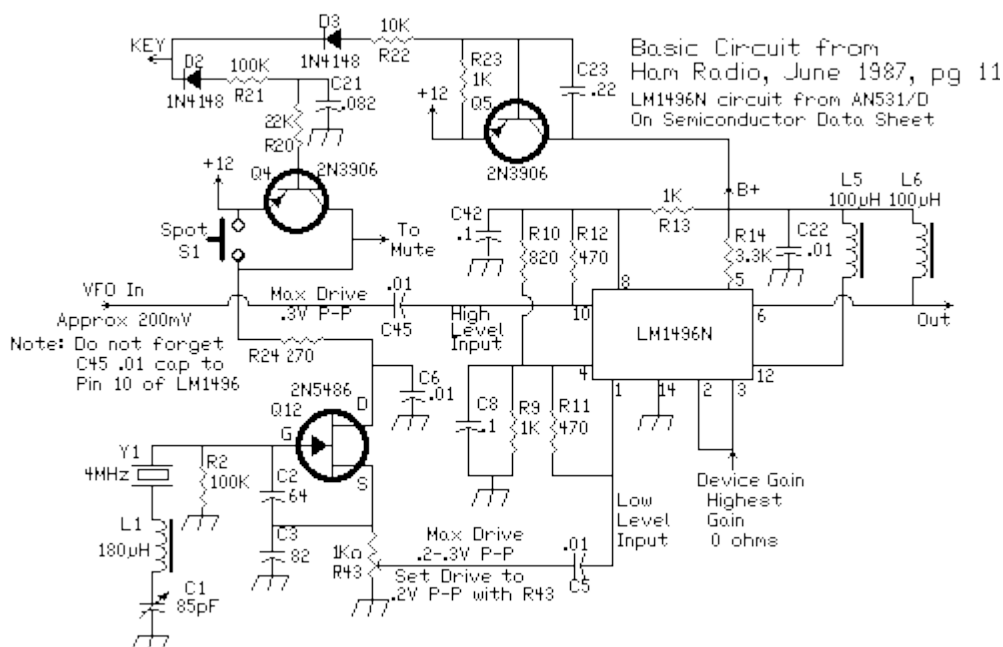 KEY
D2
1N4148
100K
R21
D3
1N4148
10K
R22
C21
.082
22K
R20
+12
Q4
2N3906
Spot
S1
To
Mute
R23
1K
Q5
+12
C23
.22
2N3906
Basic Circuit from
Ham Radio, June 1987, pg 11
LM1496N circuit from AN531/D
On Semiconductor Data Sheet
B+
L5
100µH
L6
100µH
C42
.1
R10
820
R12
470
1K
R13
R14
3.3K
C22
.01
VFO In
Approx 200mV
Max Drive
.3V P-P
.01
C45
High
Level
Input
10
8
5
6
4
12
1
14
2
3
LM1496N
Out
Note: Do not forget
C45 .01 cap to
Pin 10 of LM1496
R24 270
2N5486
Q12
D
G
S
C6
.01
C8
.1
R9
1K
R11
470
Y1
4MHz
R2
100K
C2
64
C3
82
L1
180µH
C1
85pF
1Ko
R43
Max Drive
.2-.3V P-P
Set Drive to
.2V P-P with R43
.01
C5
Low
Level
Input
Device Gain
Highest
Gain
0 ohms